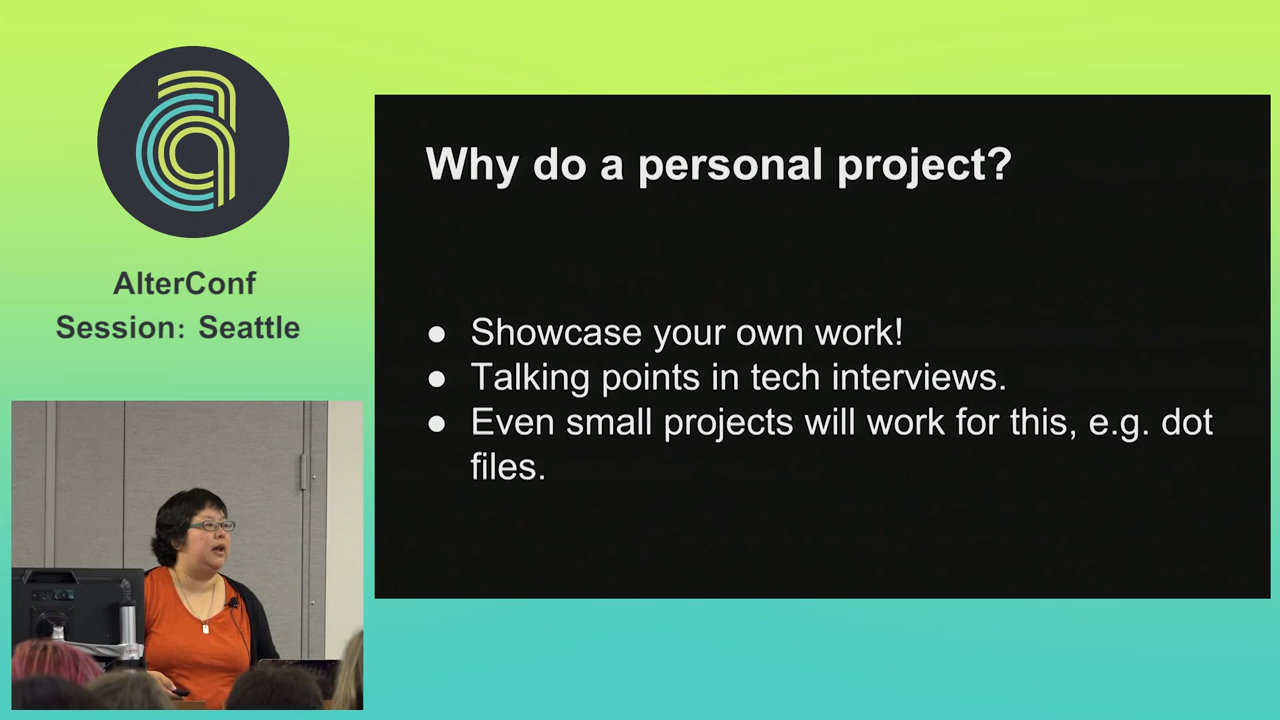 AlterConf
Session: Seattle
Why do a personal project?
● Showcase your own work!
● Talking points in tech interviews.
● Even small projects will work for this, e.g. dot
files.